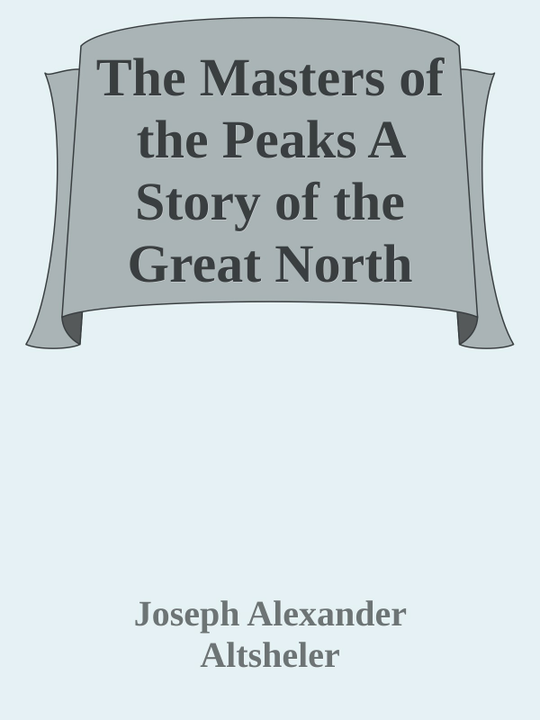 The Masters of
the Peaks A
Story of the
Great North
Joseph Alexander
Altsheler